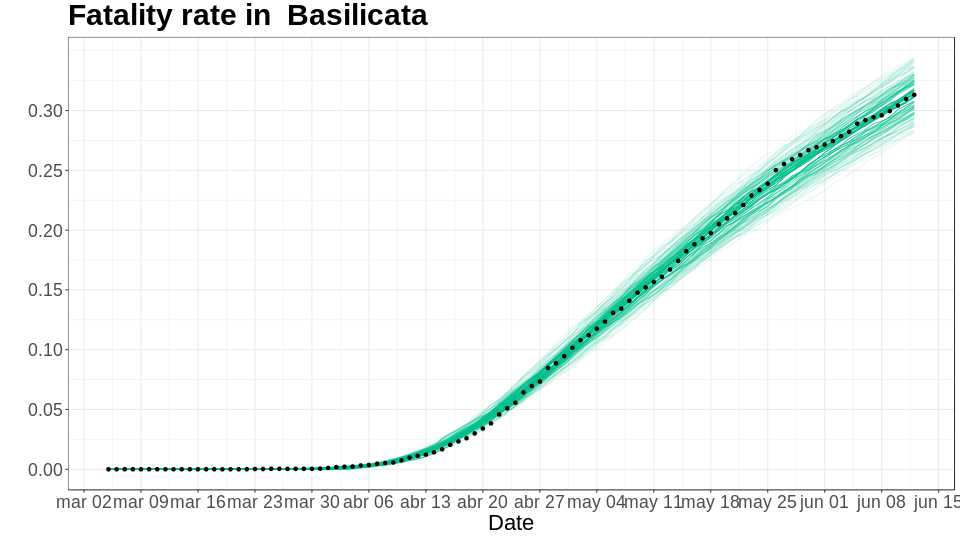 Fatality rate in  Basilicata
0.30
0.25
0.20
0.15
0.10
0.05
0.00
mar 02 mar 09 mar 16 mar 23 mar 30 abr 06 abr 13 abr 20 abr 27 may 04 may 11 may 18 may 25 jun 01 jun 08 jun 15
Date